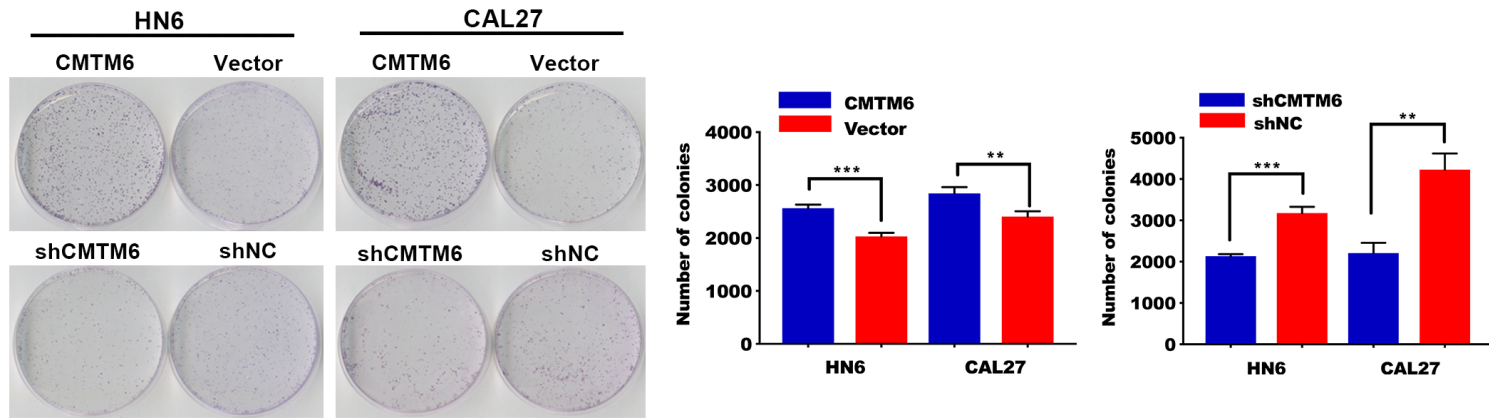 HN6
CAL27
CMTM6
Vector
CMTM6
Vector
shCMTM6
shNC
shCMTM6
shNC
CMTM6
Vector
Number of colonies
4000
3000
2000
1000
0
***
**
HN6
CAL27
shCMTM6
shNC
Number of colonies
5000
4000
3000
2000
1000
0
***
**
HN6
CAL27